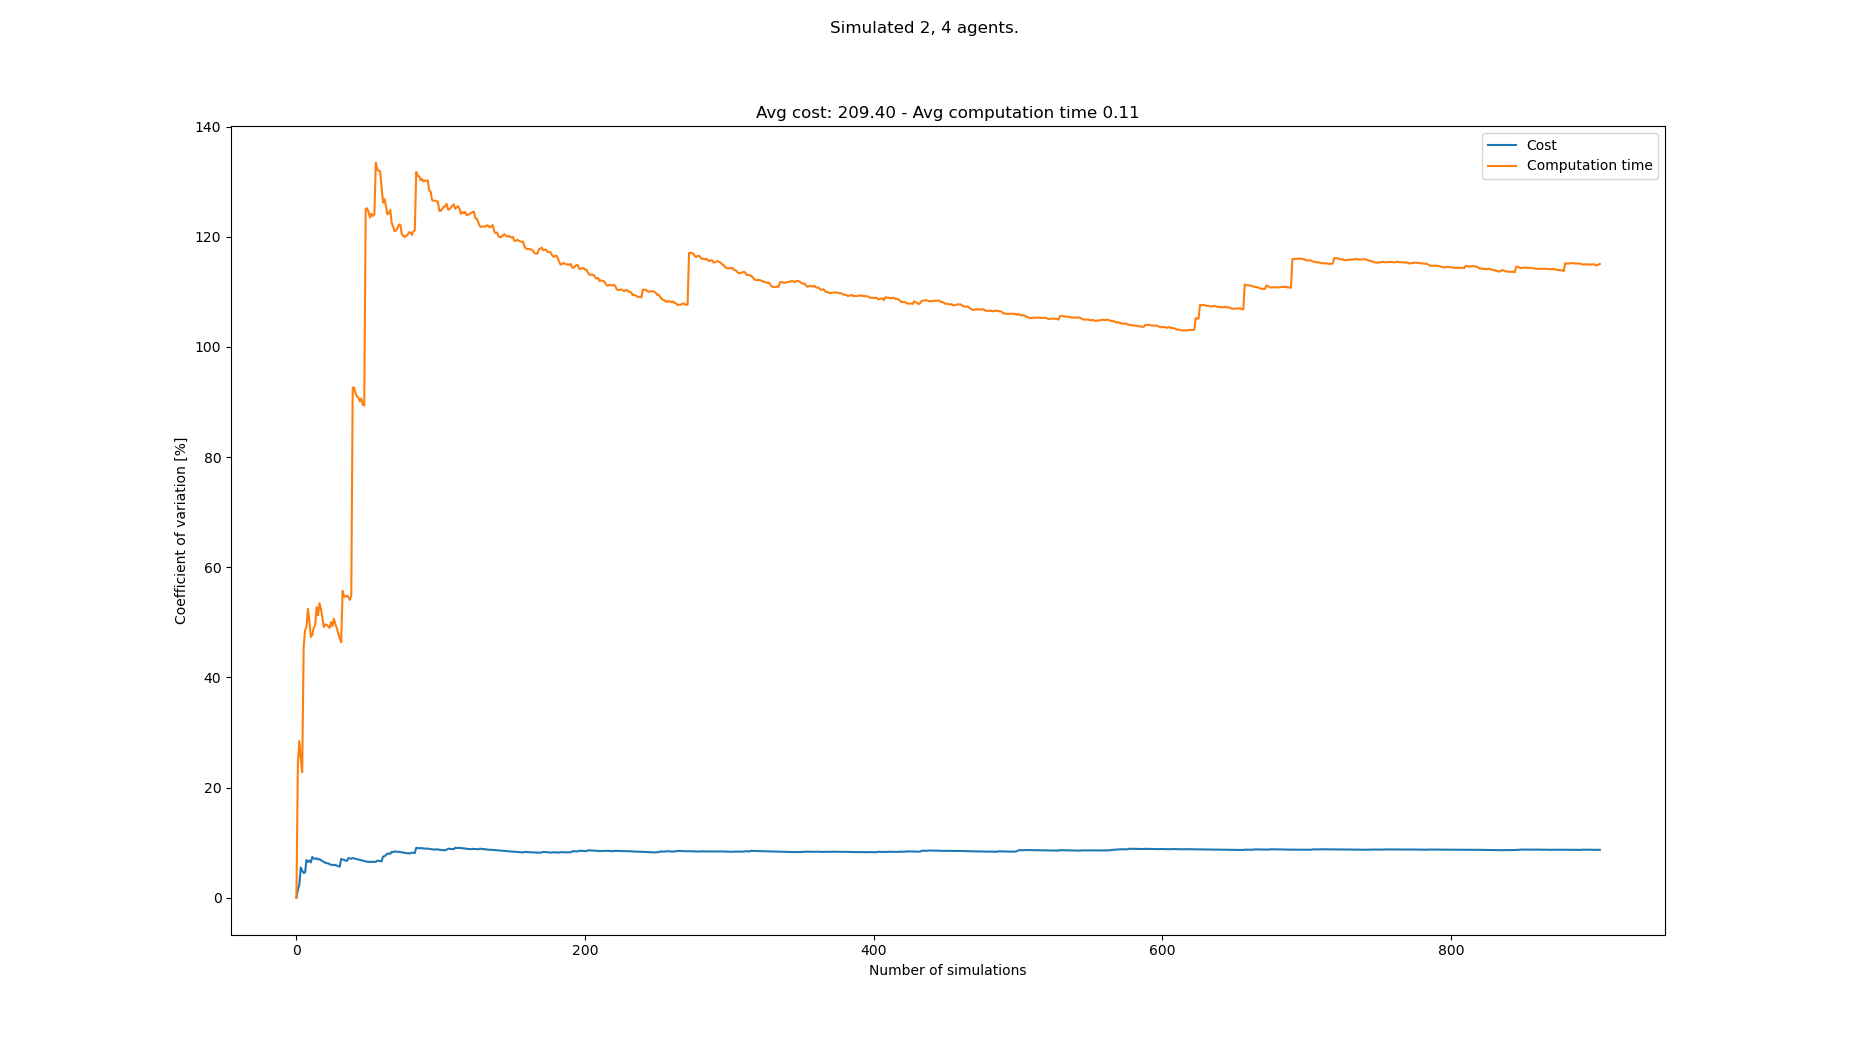 Simulated 2, 4 agents.
Avg cost: 209.40 - Avg computation time 0.11
Cost
Computation time
Coefficient of variation [%]
140
120
100
80
60
40
20
0
0 200 400 600 800
Number of simulations